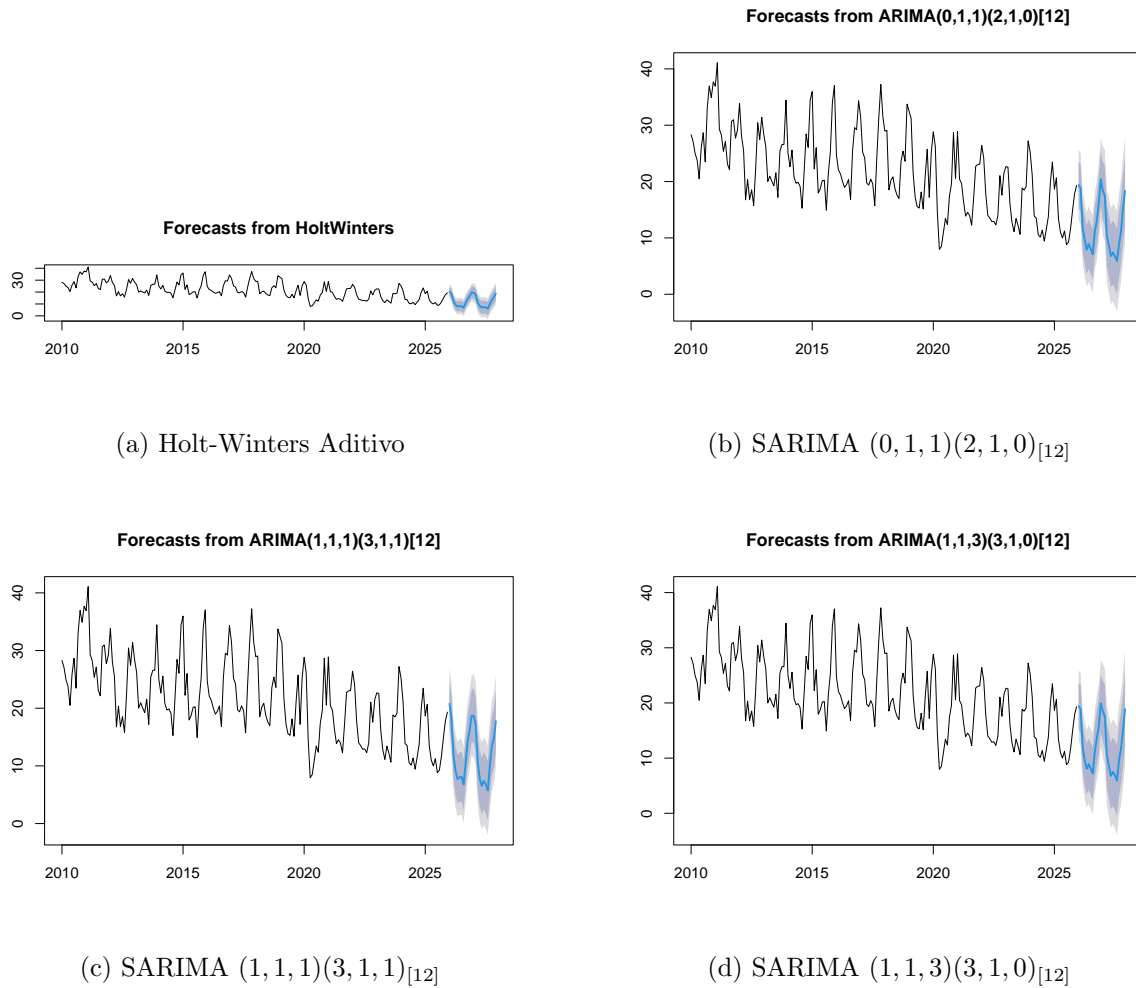 Forecasts from HoltWinters
0
30
2010 2015 2020 2025
(a) Holt-Winters Aditivo
Forecasts from ARIMA(0,1,1)(2,1,0)[12]
0
10
20
30
40
2010 2015 2020 2025
(b) SARIMA (0, 1, 1)(2, 1, 0)[12]
Forecasts from ARIMA(1,1,1)(3,1,1)[12]
0
10
20
30
40
2010 2015 2020 2025
(c) SARIMA (1, 1, 1)(3, 1, 1)[12]
Forecasts from ARIMA(1,1,3)(3,1,0)[12]
0
10
20
30
40
2010 2015 2020 2025
(d) SARIMA (1, 1, 3)(3, 1, 0)[12]